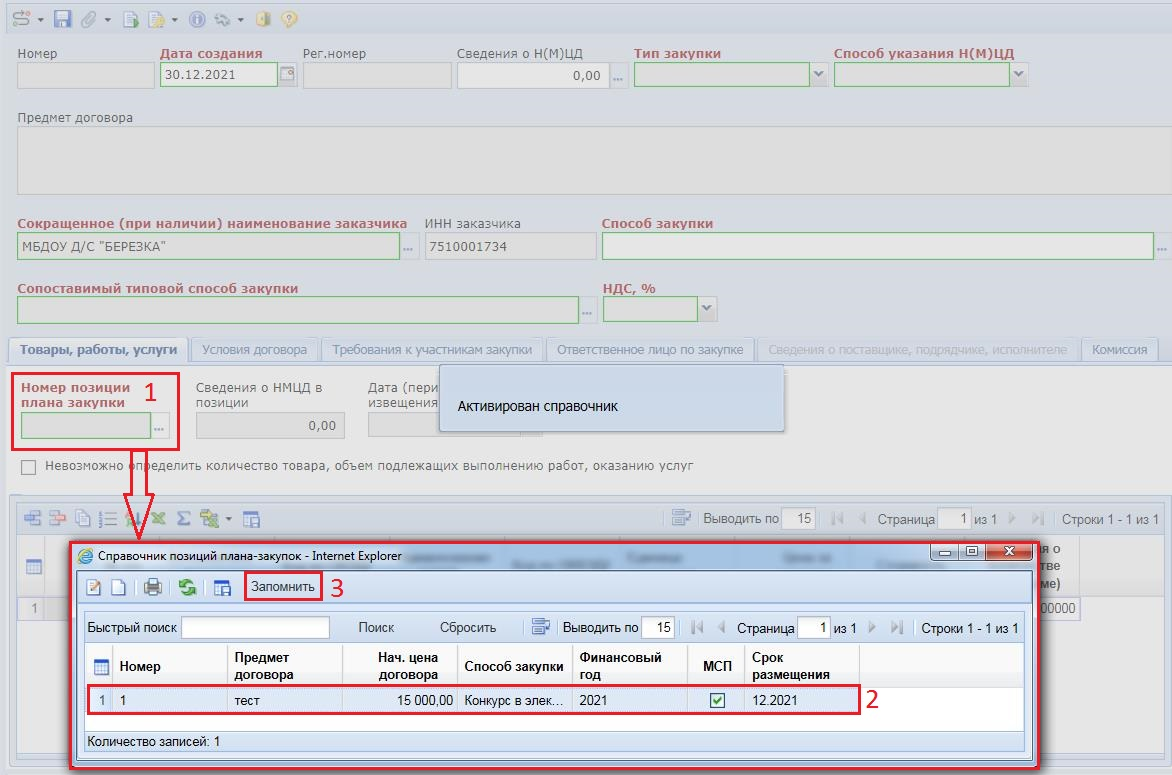 Номер
Дата создания
Рег.номер
Сведения о Н(М)ЦД
Тип закупки
Способ указания Н(М)ЦД
30.12.2021
0,00
...
Предмет договора
Сокращенное (при наличии) наименование заказчика
ИНН заказчика
Способ закупки
МБДОУ Д/С "БЕРЕЗКА"
...
7510001734
...
Сопоставимый типовой способ закупки
НДС, %
...
Товары, работы, услуги
Условия договора
Требования к участникам закупки
Ответственное лицо по закупке
Сведения о поставщике, подрядчике, исполнителе
Комиссия
Номер позиции
плана закупки
1
...
Сведения о НМЦД в
позиции
0,00
Дата (пери
извещения
Активирован справочник
Невозможно определить количество товара, объем подлежащих выполнению работ, оказанию услуг
Выводить по
15
Страница
1
из 1
Строки 1 - 1 из 1
1
00000
Справочник позиций плана-закупок - Internet Explorer
Запомнить
3
Быстрый поиск
Поиск
Сбросить
Выводить по
15
Страница
1
из 1
Строки 1 - 1 из 1
Номер
Предмет
договора
Нач. цена
договора
Способ закупки
Финансовый
год
МСП
Срок
размещения
1
1
тест
15 000,00
Конкурс в элек...
2021
12.2021
2
Количество записей: 1